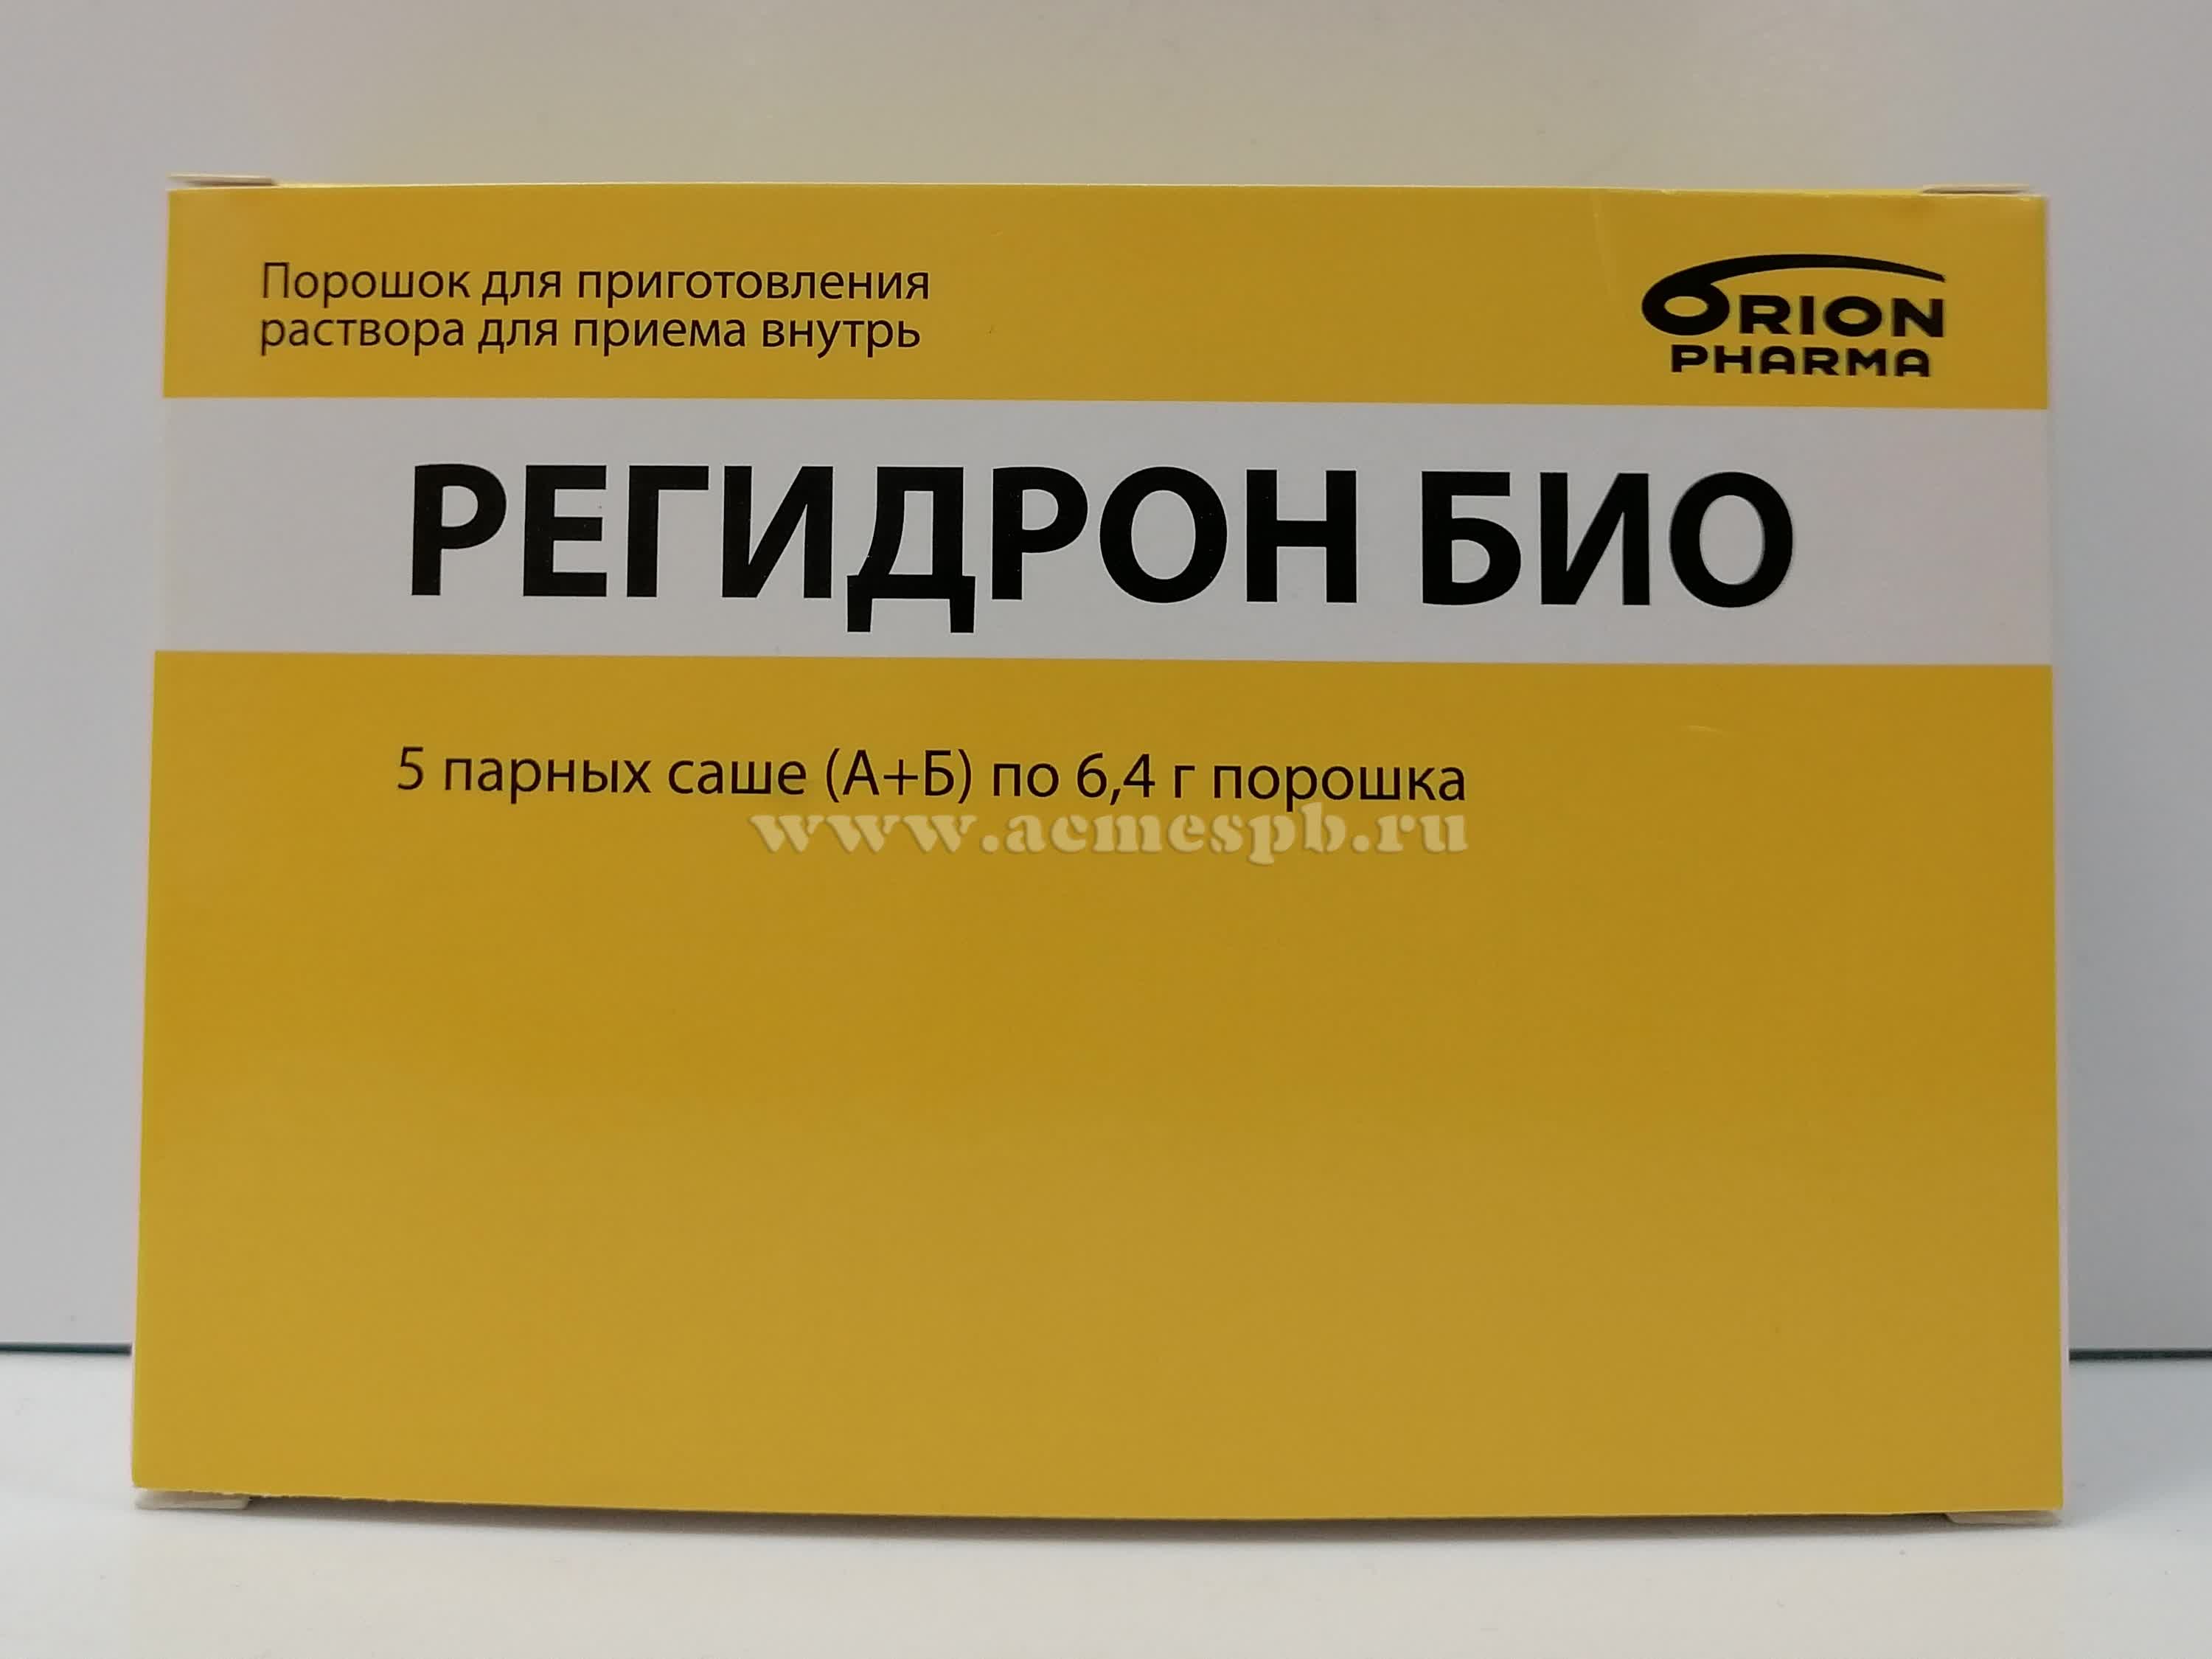 Порошок для приготовления
раствора для приема внутрь
ORION
PHARMA
РЕГИДРОН БИО
5 парных саше (А+Б) по 6,4 г порошка
www.acmespb.ru